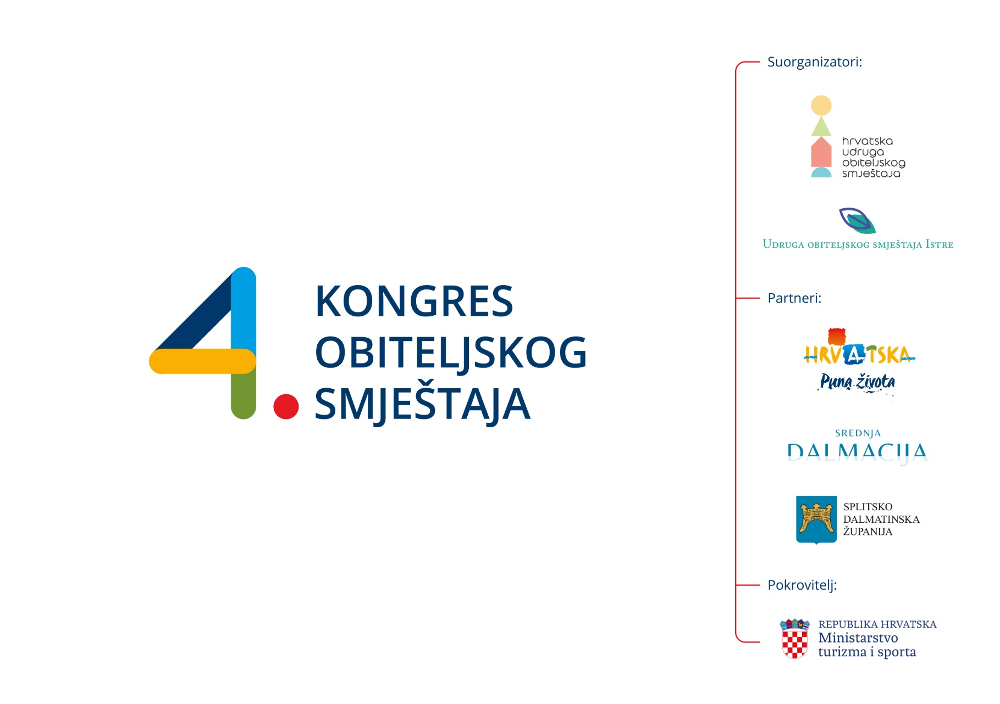 4.
KONGRES
OBITELJSKOG
SMJEŠTAJA
Suorganizatori:
hrvatska
udruga
obiteljskog
smještaja
Udruga obiteljskog smještaja Istre
Partneri:
HRVATSKA
Puna života
SREDNJA
DALMACIJA
SPLITSKO
DALMATINSKA
ŽUPANIJA
Pokrovitelj:
REPUBLIKA HRVATSKA
Ministarstvo
turizma i sporta